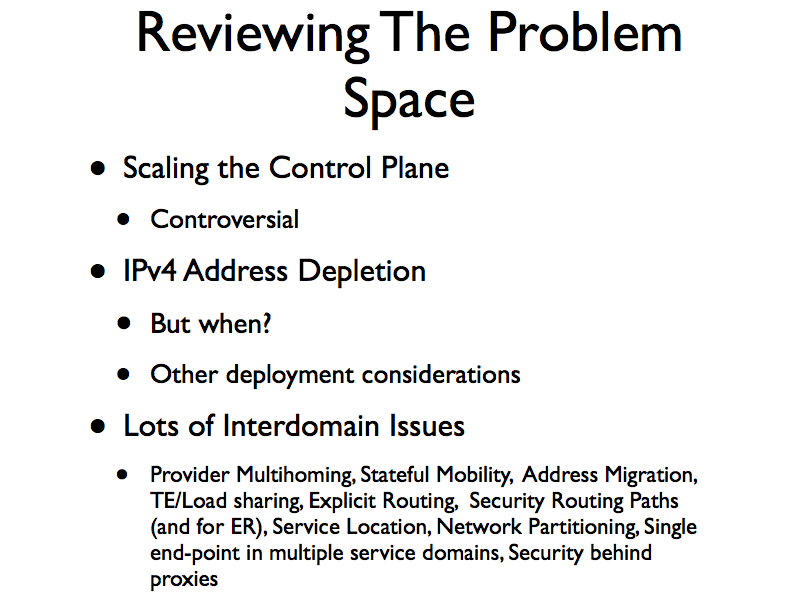 Reviewing The Problem
Space
• Scaling the Control Plane
• Controversial
• IPv4 Address Depletion
• But when?
• Other deployment considerations
• Lots of Interdomain Issues
• Provider Multihoming, Stateful Mobility, Address Migration,
TE/Load sharing, Explicit Routing, Security Routing Paths
(and for ER), Service Location, Network Partitioning, Single
end-point in multiple service domains, Security behind
proxies